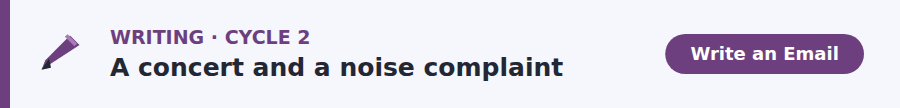 WRITING · CYCLE 2
A concert and a noise complaint
Write an Email